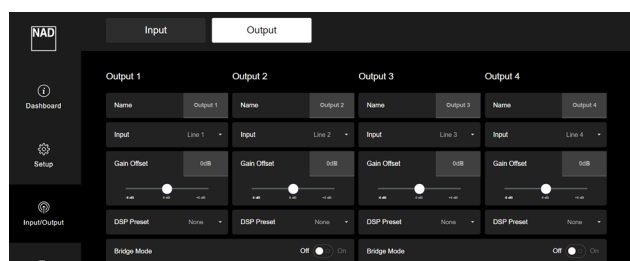 NAD
Input Output
Output 1 Output 2 Output 3 Output 4
Dashboard
Name Output 1 Name Output 2 Name Output 3 Name Output 4
Input Line 1 Input Line 2 Input Line 3 Input Line 4
Setup
Gain Offset 0dB Gain Offset 0dB Gain Offset 0dB Gain Offset 0dB
Input/Output
DSP Preset None DSP Preset None DSP Preset None DSP Preset None
Bridge Mode Off On Bridge Mode Off On